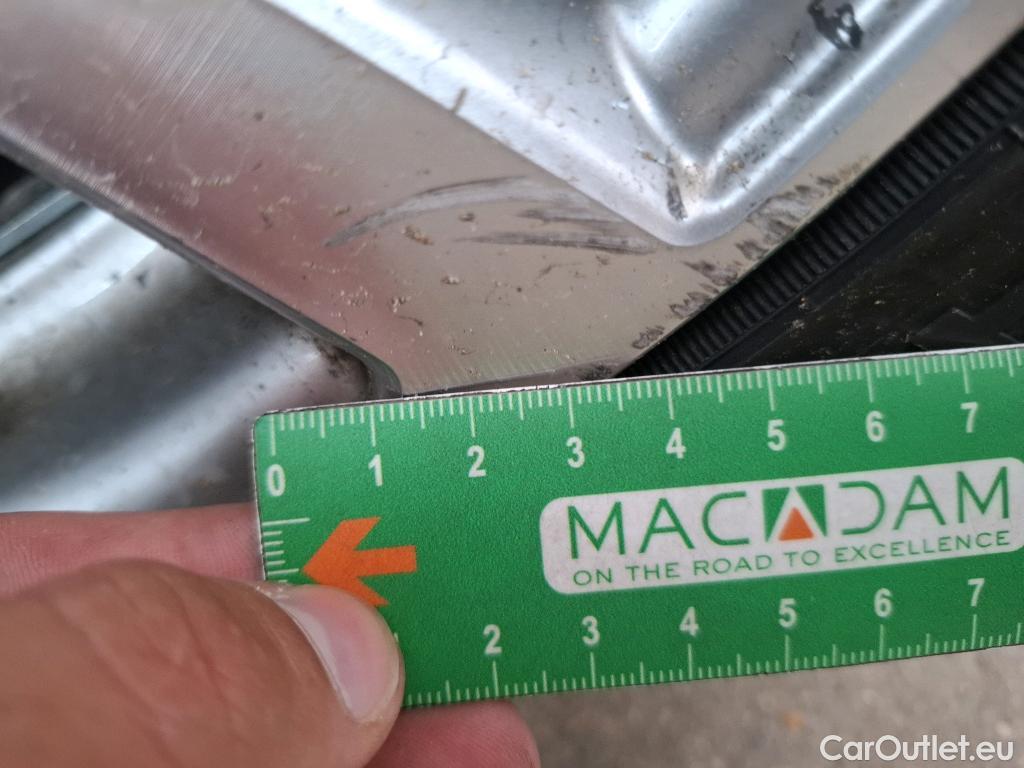 0 1 2 3 4 5 6 7
MACADAM
ON THE ROAD TO EXCELLENCE
2 3 4 5 6 7
CarOutlet.eu